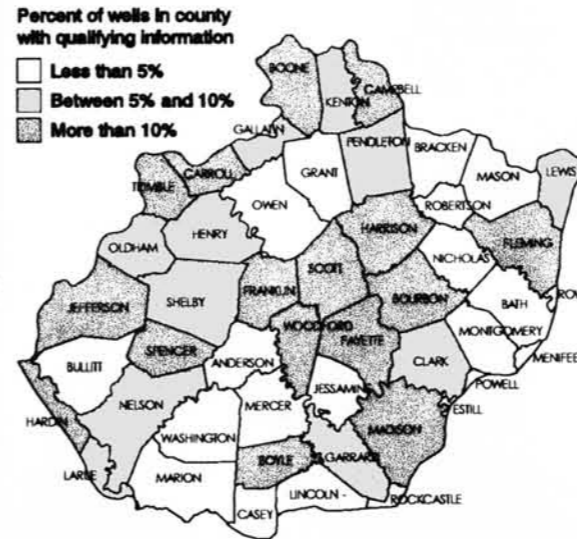 Percent of wells in county
with qualifying information
Less than 5%
Between 5% and 10%
More than 10%
BOONE
KENTON
CAMPBELL
GALLATIN
PENDLETON
BRACKEN
GRANT
CARROLL
TRIMBLE
MASON
LEWIS
OWEN
ROBERTSON
HENRY
HARRISON
FLEMING
OLDHAM
NICHOLAS
SCOTT
SHELBY
FRANKLIN
BOURBON
BATH
JEFFERSON
WOODFORD
MONTGOMERY
FAYETTE
SPENCER
ANDERSON
CLARK
MENIFEE
BULLITT
POWELL
JESSAMINE
NELSON
MERCER
ESTILL
HARDIN
MADISON
WASHINGTON
BOYLE
GARRARD
LARUE
MARION
LINCOLN -
ROCKCASTLE
CASEY